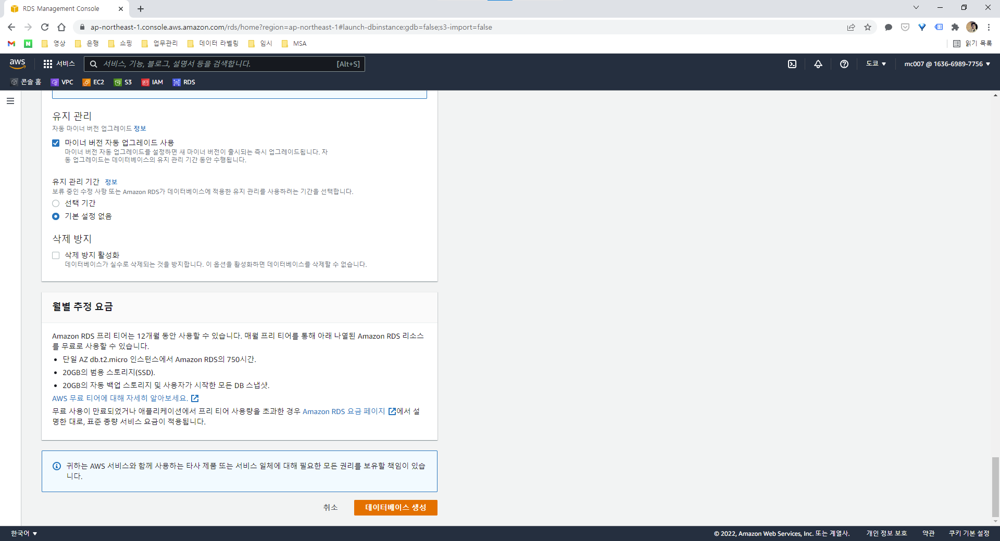 RDS Management Console
ap-northeast-1.console.aws.amazon.com/rds/home?region=ap-northeast-1#launch-dbinstance:gdb=false;s3-import=false
영상 은행 쇼핑 업무관리 데이터 라벨링 임시 MSA 읽기 목록
aws 서비스 서비스, 기능, 블로그, 설명서 등을 검색합니다. [Alt+S] 도쿄 ▼ mc007 @ 1636-6989-7756 ▼
콘솔 홈 VPC EC2 S3 IAM RDS
유지 관리
자동 마이너 버전 업그레이드 정보
마이너 버전 자동 업그레이드 사용
마이너 버전 자동 업그레이드를 설정하면 새 마이너 버전이 출시되는 즉시 업그레이드됩니다. 자
동 업그레이드는 데이터베이스의 유지 관리 기간 동안 수행됩니다.
유지 관리 기간 정보
보류 중인 수정 사항 또는 Amazon RDS가 데이터베이스에 적용한 유지 관리를 사용하려는 기간을 선택합니다.
선택 기간
기본 설정 없음
삭제 방지
삭제 방지 활성화
데이터베이스가 실수로 삭제되는 것을 방지합니다. 이 옵션을 활성화하면 데이터베이스를 삭제할 수 없습니다.
월별 추정 요금
Amazon RDS 프리 티어는 12개월 동안 사용할 수 있습니다. 매월 프리 티어를 통해 아래 나열된 Amazon RDS 리소스
를 무료로 사용할 수 있습니다.
• 단일 AZ db.t2.micro 인스턴스에서 Amazon RDS의 750시간.
• 20GB의 범용 스토리지(SSD).
• 20GB의 자동 백업 스토리지 및 사용자가 시작한 모든 DB 스냅샷.
AWS 무료 티어에 대해 자세히 알아보세요.
무료 사용이 만료되었거나 애플리케이션에서 프리 티어 사용량을 초과한 경우 Amazon RDS 요금 페이지 에서 설
명한 대로, 표준 종량 서비스 요금이 적용됩니다.
귀하는 AWS 서비스와 함께 사용하는 타사 제품 또는 서비스 일체에 대해 필요한 모든 권리를 보유할 책임이 있습
니다.
취소 데이터베이스 생성
한국어 ▼ © 2022, Amazon Web Services, Inc. 또는 계열사. 개인 정보 보호 약관 쿠키 기본 설정